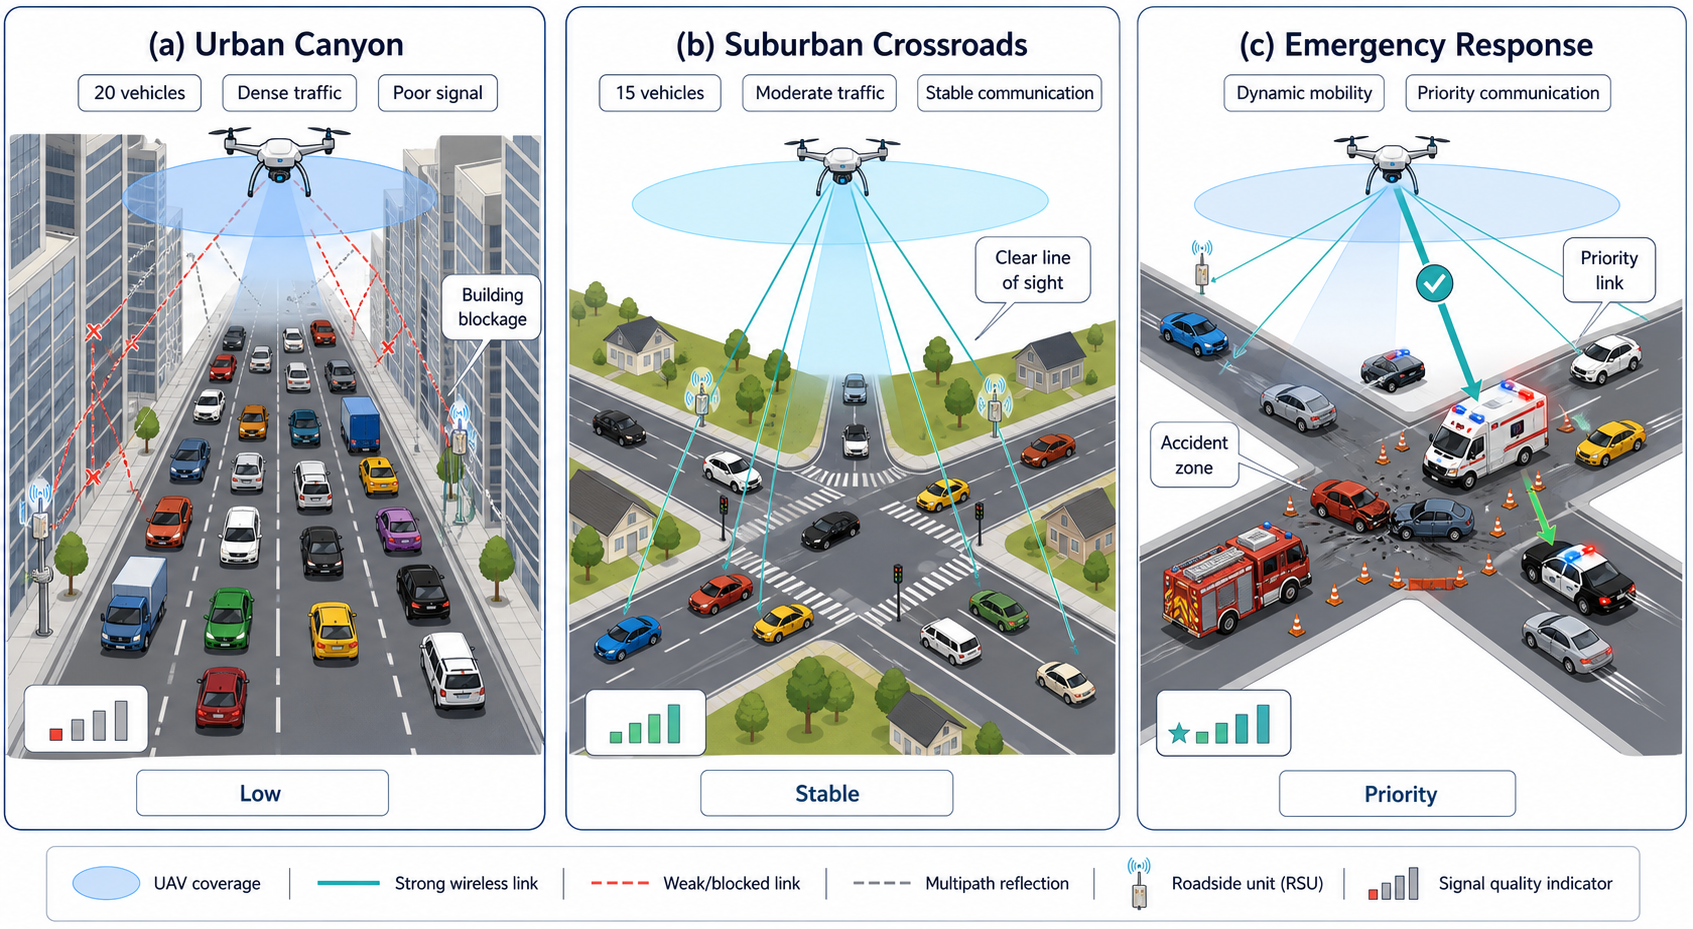 (a) Urban Canyon
20 vehicles
Dense traffic
Poor signal
Building
blockage
Low
(b) Suburban Crossroads
15 vehicles
Moderate traffic
Stable communication
Clear line
of sight
Stable
(c) Emergency Response
Dynamic mobility
Priority communication
Priority
link
Accident
zone
Priority
UAV coverage
Strong wireless link
Weak/blocked link
Multipath reflection
Roadside unit (RSU)
Signal quality indicator